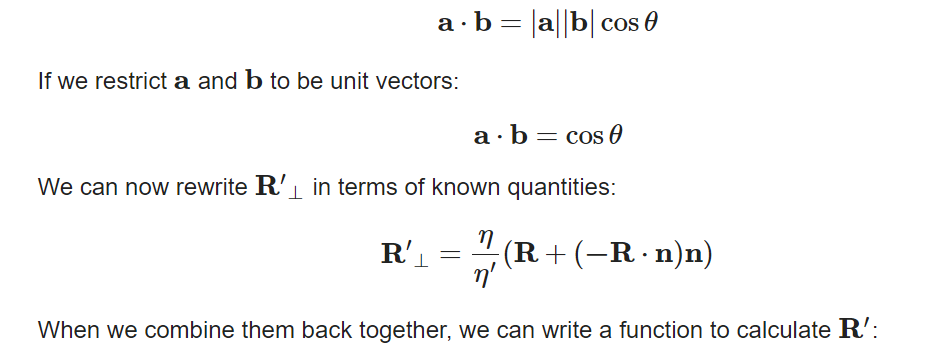 a · b = |a||b| cos θ
If we restrict a and b to be unit vectors:
a · b = cos θ
We can now rewrite R′⊥ in terms of known quantities:
R′⊥ = η/η′ (R + (−R · n)n)
When we combine them back together, we can write a function to calculate R′: